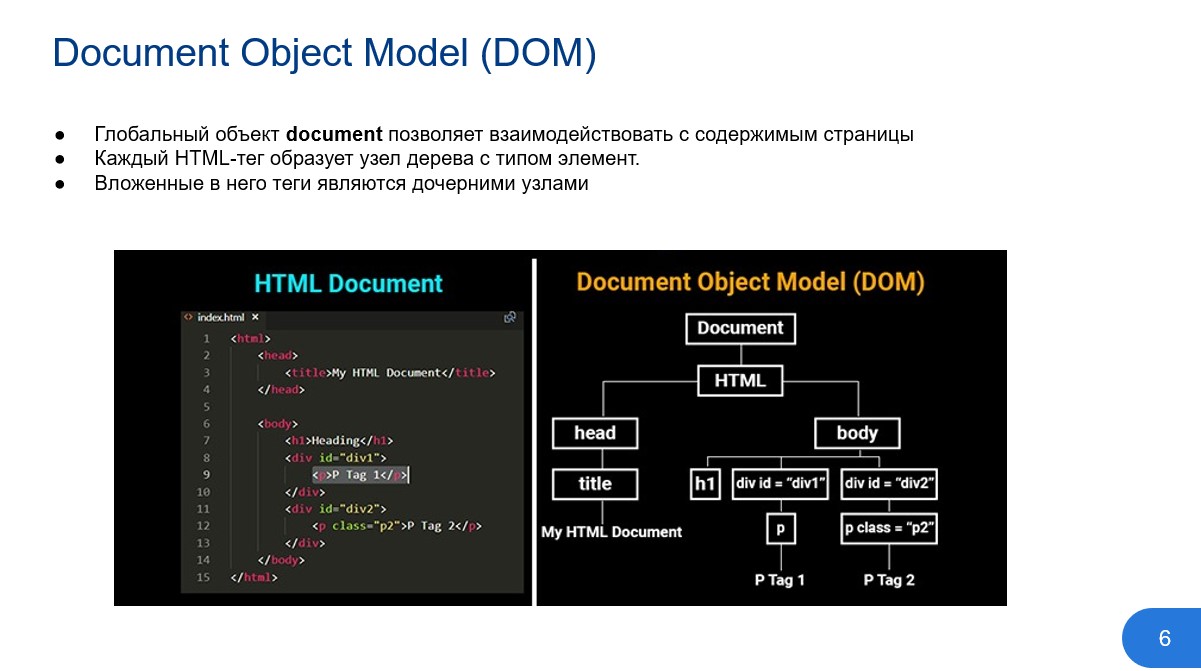 Document Object Model (DOM)
● Глобальный объект document позволяет взаимодействовать с содержимым страницы
● Каждый HTML-тег образует узел дерева с типом элемент.
● Вложенные в него теги являются дочерними узлами
HTML Document
<> index.html ×
1 <html>
2 <head>
3 <title>My HTML Document</title>
4 </head>
5
6 <body>
7 <h1>Heading</h1>
8 <div id="div1">
9 <p>P Tag 1</p>
10 </div>
11 <div id="div2">
12 <p class="p2">P Tag 2</p>
13 </div>
14 </body>
15 </html>
Document Object Model (DOM)
Document
HTML
head body
title h1 div id = “div1” div id = “div2”
My HTML Document p p class = “p2”
P Tag 1 P Tag 2
6